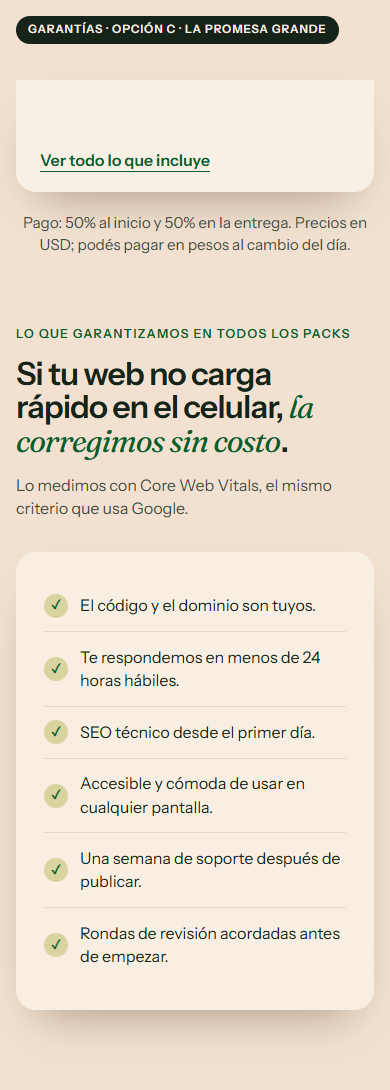 GARANTÍAS · OPCIÓN C · LA PROMESA GRANDE
Ver todo lo que incluye
Pago: 50% al inicio y 50% en la entrega. Precios en
USD; podés pagar en pesos al cambio del día.
LO QUE GARANTIZAMOS EN TODOS LOS PACKS
Si tu web no carga
rápido en el celular, la
corregimos sin costo.
Lo medimos con Core Web Vitals, el mismo
criterio que usa Google.
El código y el dominio son tuyos.
Te respondemos en menos de 24
horas hábiles.
SEO técnico desde el primer día.
Accesible y cómoda de usar en
cualquier pantalla.
Una semana de soporte después de
publicar.
Rondas de revisión acordadas antes
de empezar.